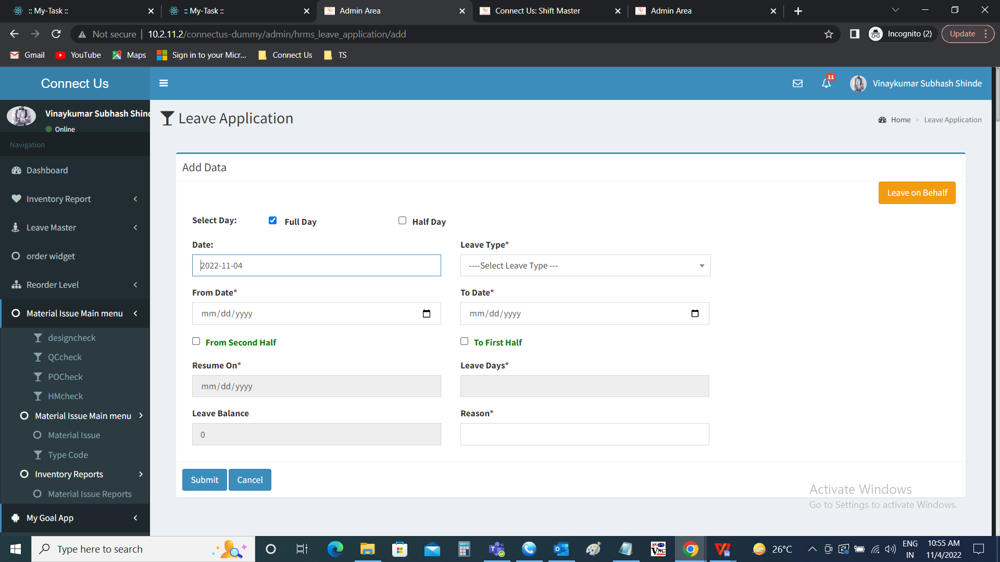 :: My-Task ::
:: My-Task ::
Admin Area
Connect Us: Shift Master
Admin Area
Not secure
10.2.11.2/connectus-dummy/admin/hrms_leave_application/add
Incognito (2)
Update
Gmail
YouTube
Maps
Sign in to your Micr...
Connect Us
TS
Connect Us
11
Vinaykumar Subhash Shinde
Vinaykumar Subhash Shind
Online
Leave Application
Home > Leave Application
Navigation
Dashboard
Inventory Report
Leave Master
order widget
Reorder Level
Material Issue Main menu
designcheck
QCcheck
POCheck
HMcheck
Material Issue Main menu
Material Issue
Type Code
Inventory Reports
Material Issue Reports
My Goal App
Add Data
Leave on Behalf
Select Day:
Full Day
Half Day
Date:
Leave Type*
2022-11-04
----Select Leave Type ---
From Date*
To Date*
mm/dd/yyyy
mm/dd/yyyy
From Second Half
To First Half
Resume On*
Leave Days*
mm/dd/yyyy
Leave Balance
Reason*
0
Submit
Cancel
Activate Windows
Go to Settings to activate Windows.
Type here to search
VNC
26°C
ENG
IN
10:55 AM
11/4/2022